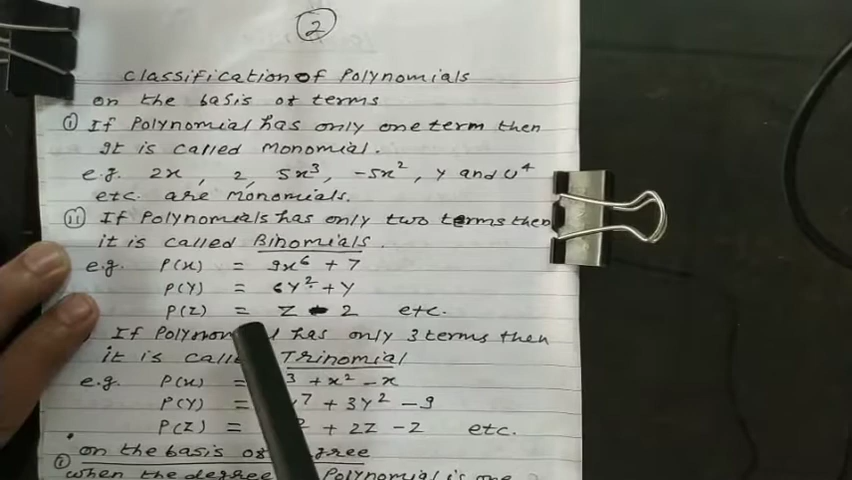 2
Classification of Polynomials
on the basis of terms
(i) If Polynomial has only one term then
It is called Monomial.
e.g. 2x, 2, 5x³, -5x², y and u⁴
etc. are Monomials.
(ii) If Polynomials has only two terms then
it is called Binomials.
e.g. P(x) = 9x⁶ + 7
P(Y) = 6Y² + Y
P(Z) = Z - 2 etc.
If has only 3 terms then
it is Trinomial
e.g. P(x) = ³ + x² - x
P(Y) = ⁷ + 3Y² - 9
P(Z) = ² + 2Z - 2 etc.
(i) on the basis of
when the degree Polynomial is one